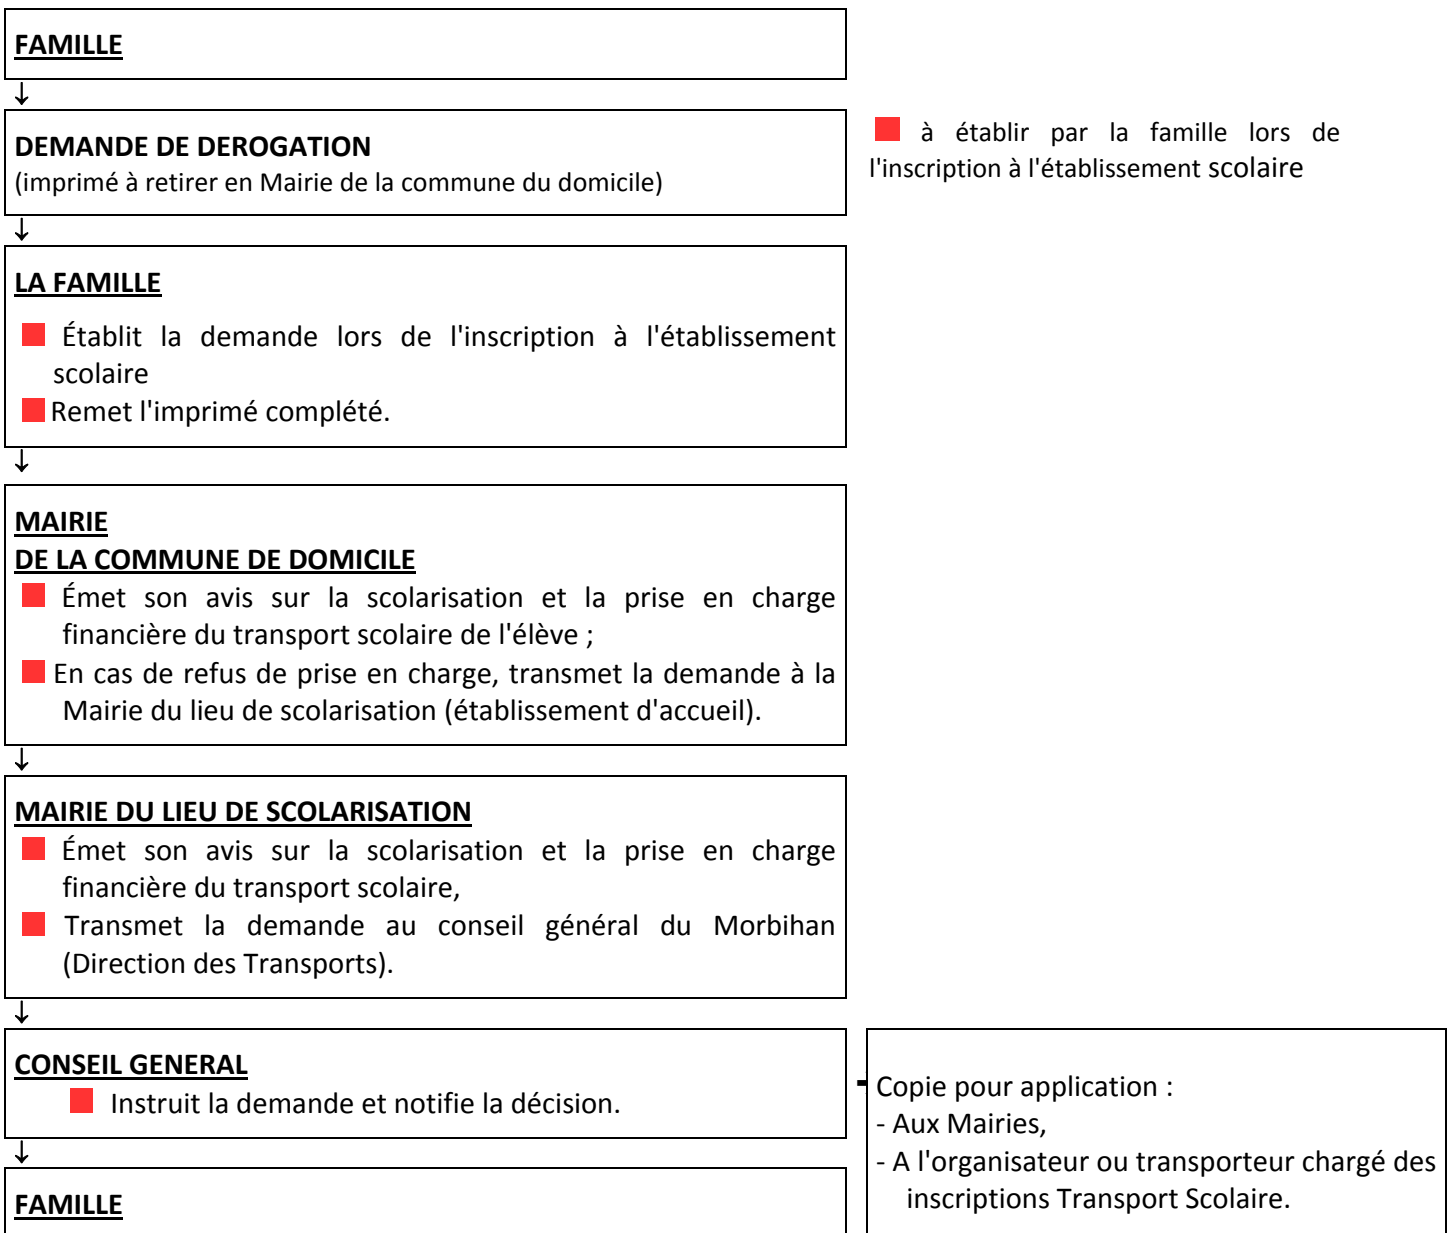 FAMILLE
↓
DEMANDE DE DEROGATION
(imprimé à retirer en Mairie de la commune du domicile)
à établir par la famille lors de
l'inscription à l'établissement scolaire
↓
LA FAMILLE
Établit la demande lors de l'inscription à l'établissement
scolaire
Remet l'imprimé complété.
↓
MAIRIE
DE LA COMMUNE DE DOMICILE
Émet son avis sur la scolarisation et la prise en charge
financière du transport scolaire de l'élève ;
En cas de refus de prise en charge, transmet la demande à la
Mairie du lieu de scolarisation (établissement d'accueil).
↓
MAIRIE DU LIEU DE SCOLARISATION
Émet son avis sur la scolarisation et la prise en charge
financière du transport scolaire,
Transmet la demande au conseil général du Morbihan
(Direction des Transports).
↓
CONSEIL GENERAL
Instruit la demande et notifie la décision.
↓
FAMILLE
Copie pour application :
- Aux Mairies,
- A l'organisateur ou transporteur chargé des
inscriptions Transport Scolaire.